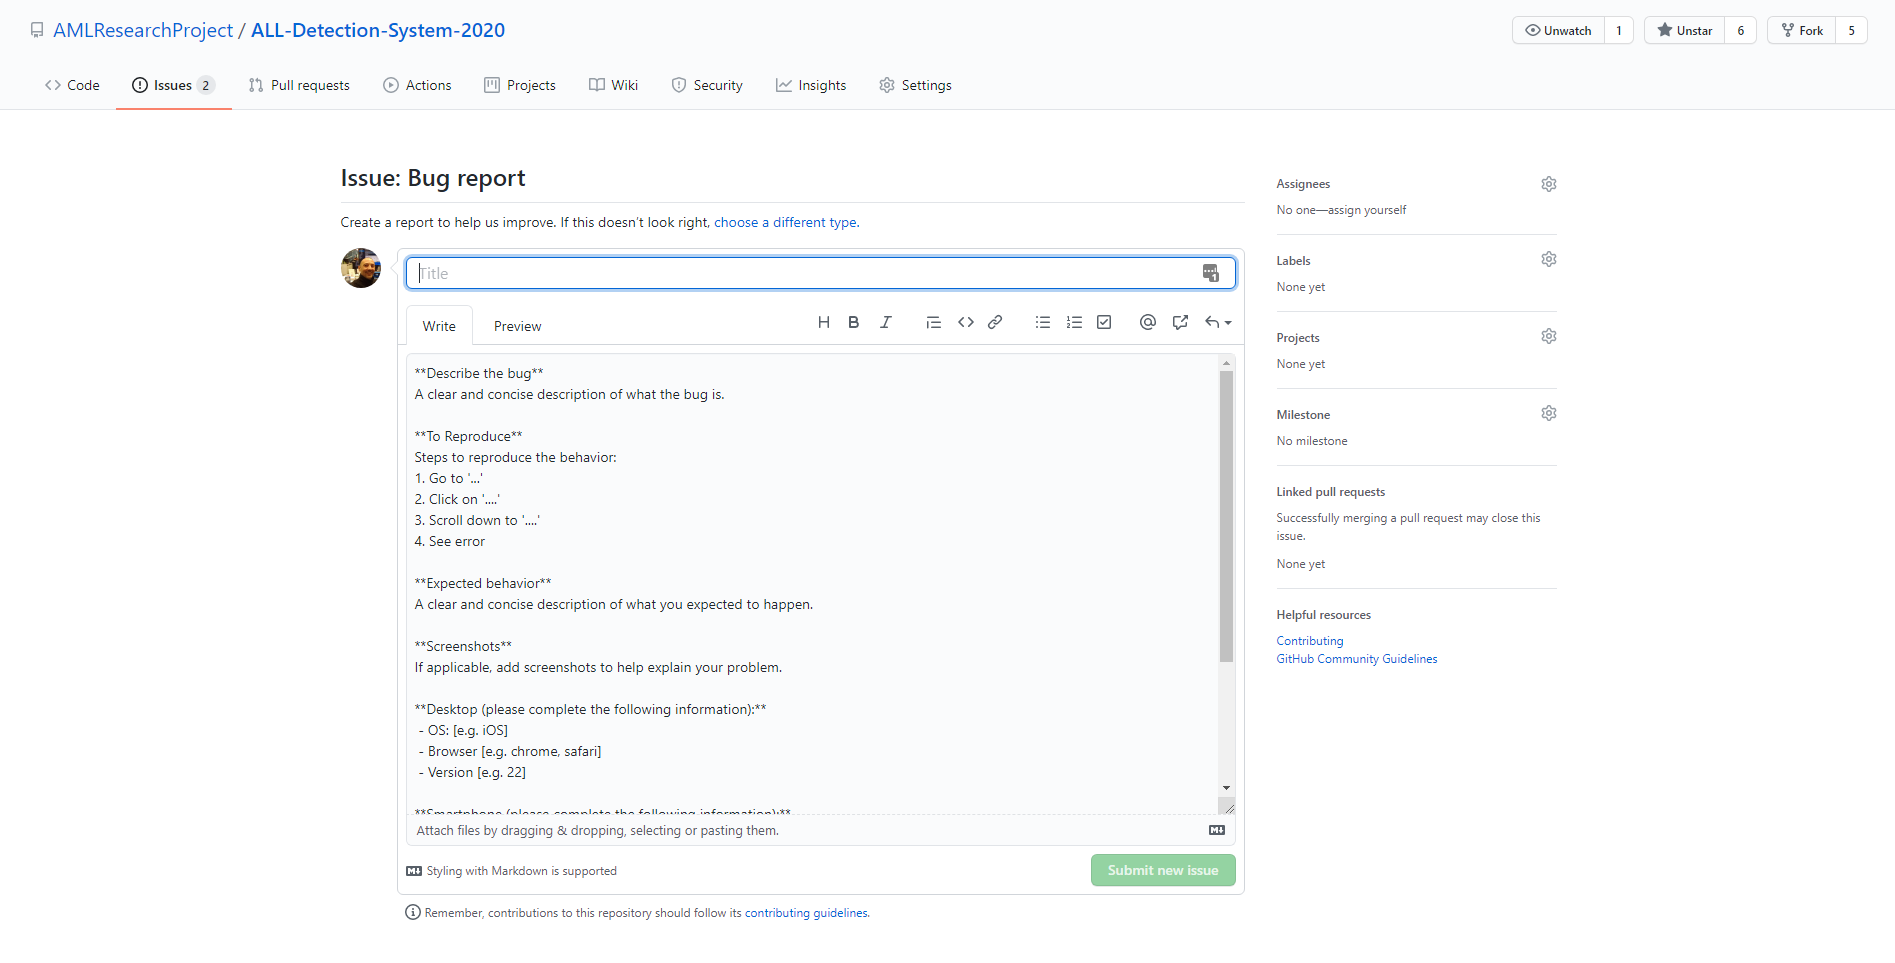 AMLResearchProject / ALL-Detection-System-2020
Unwatch 1 Unstar 6 Fork 5
Code Issues 2 Pull requests Actions Projects Wiki Security Insights Settings
Issue: Bug report
Create a report to help us improve. If this doesn't look right, choose a different type.
Title
1
Write Preview H B I
**Describe the bug**
A clear and concise description of what the bug is.
**To Reproduce**
Steps to reproduce the behavior:
1. Go to '...'
2. Click on '....'
3. Scroll down to '....'
4. See error
**Expected behavior**
A clear and concise description of what you expected to happen.
**Screenshots**
If applicable, add screenshots to help explain your problem.
**Desktop (please complete the following information):**
- OS: [e.g. iOS]
- Browser [e.g. chrome, safari]
- Version [e.g. 22]
**Smartphone (please complete the following information):**
Attach files by dragging & dropping, selecting or pasting them.
Styling with Markdown is supported
Submit new issue
Remember, contributions to this repository should follow its contributing guidelines.
Assignees
No one—assign yourself
Labels
None yet
Projects
None yet
Milestone
No milestone
Linked pull requests
Successfully merging a pull request may close this
issue.
None yet
Helpful resources
Contributing
GitHub Community Guidelines